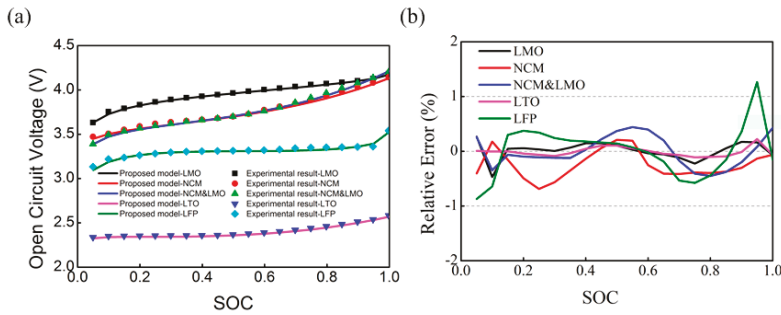 (a)
Open Circuit Voltage (V)
4.5
4.0
3.5
3.0
2.5
2.0
Proposed model-LMO
Proposed model-NCM
Proposed model-NCM&LMO
Proposed model-LTO
Proposed model-LFP
Experimental result-LMO
Experimental result-NCM
Experimental result-NCM&LMO
Experimental result-LTO
Experimental result-LFP
0.0 0.2 0.4 0.6 0.8 1.0
SOC
(b)
Relative Error (%)
2
1
0
-1
-2
LMO
NCM
NCM&LMO
LTO
LFP
0.0 0.2 0.4 0.6 0.8 1.0
SOC